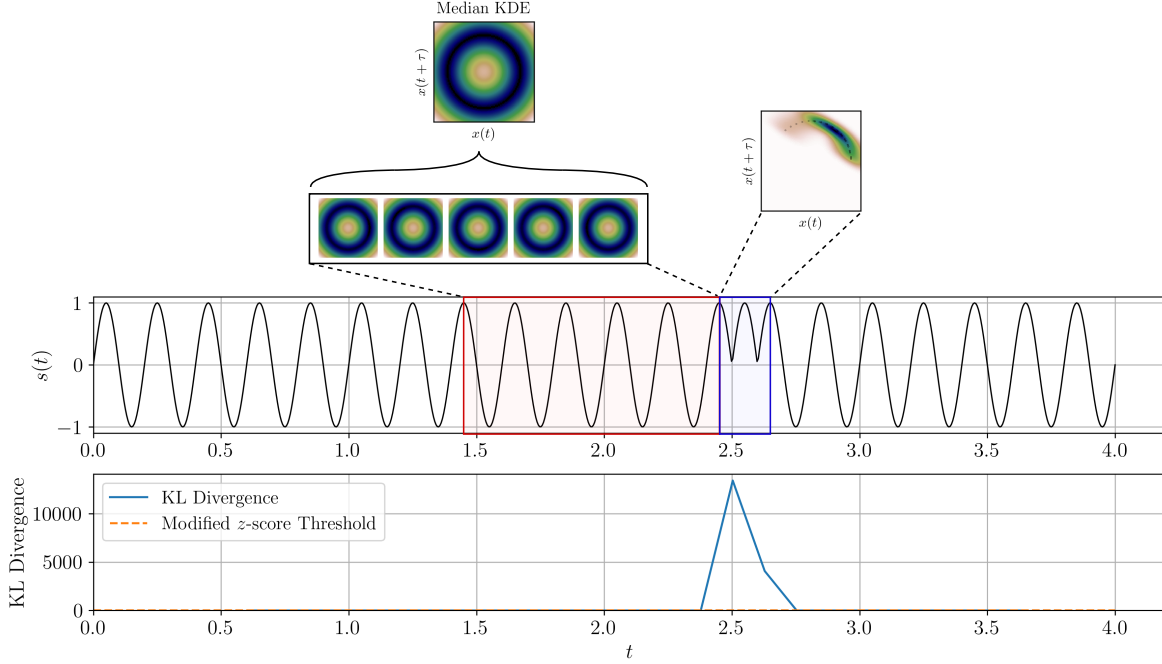 Median KDE
x(t + τ)
x(t)
x(t + τ)
x(t)
s(t)
1
0
−1
0.0 0.5 1.0 1.5 2.0 2.5 3.0 3.5 4.0
KL Divergence
10000
5000
0
KL Divergence
Modified z-score Threshold
0.0 0.5 1.0 1.5 2.0 2.5 3.0 3.5 4.0
t